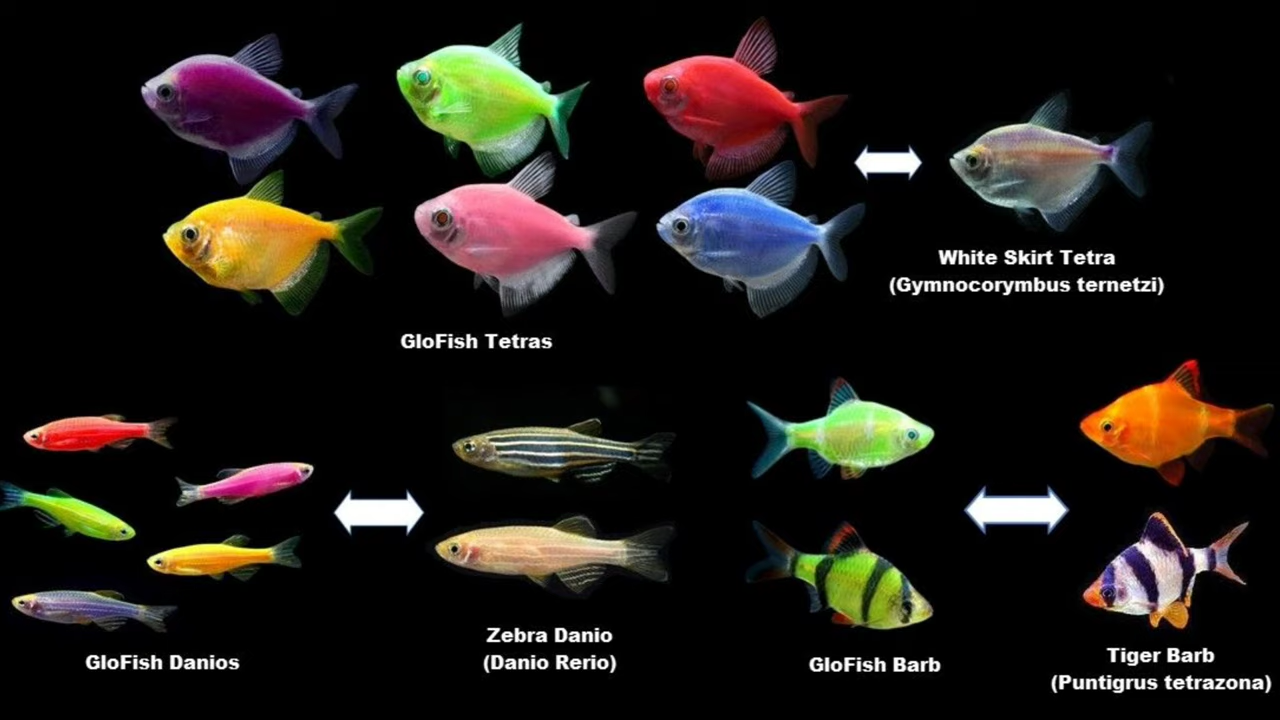 White Skirt Tetra
(Gymnocorymbus ternetzi)
GloFish Tetras
Zebra Danio
(Danio Rerio)
GloFish Danios
GloFish Barb
Tiger Barb
(Puntigrus tetrazona)